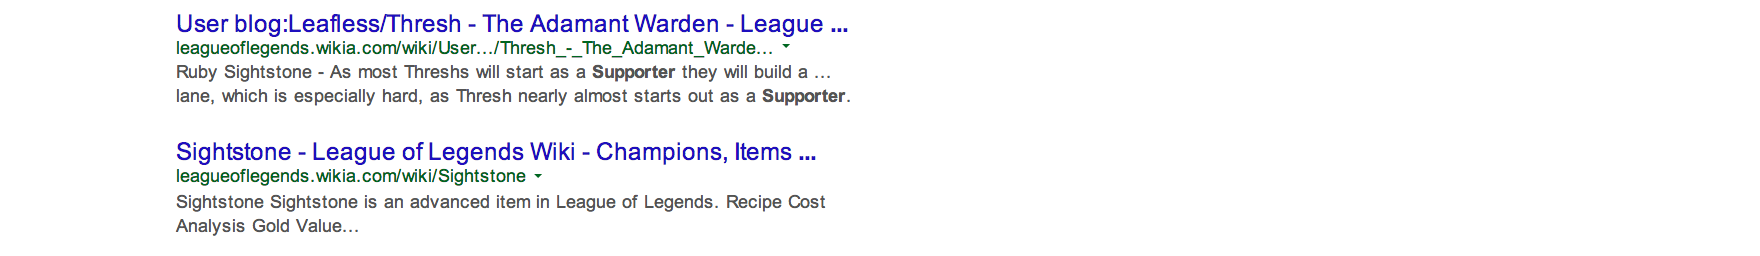 User blog:Leafless/Thresh - The Adamant Warden - League ...
leagueoflegends.wikia.com/wiki/User.../Thresh_-_The_Adamant_Warde...
Ruby Sightstone - As most Threshs will start as a Supporter they will build a ...
lane, which is especially hard, as Thresh nearly almost starts out as a Supporter.
Sightstone - League of Legends Wiki - Champions, Items ...
leagueoflegends.wikia.com/wiki/Sightstone
Sightstone Sightstone is an advanced item in League of Legends. Recipe Cost
Analysis Gold Value...